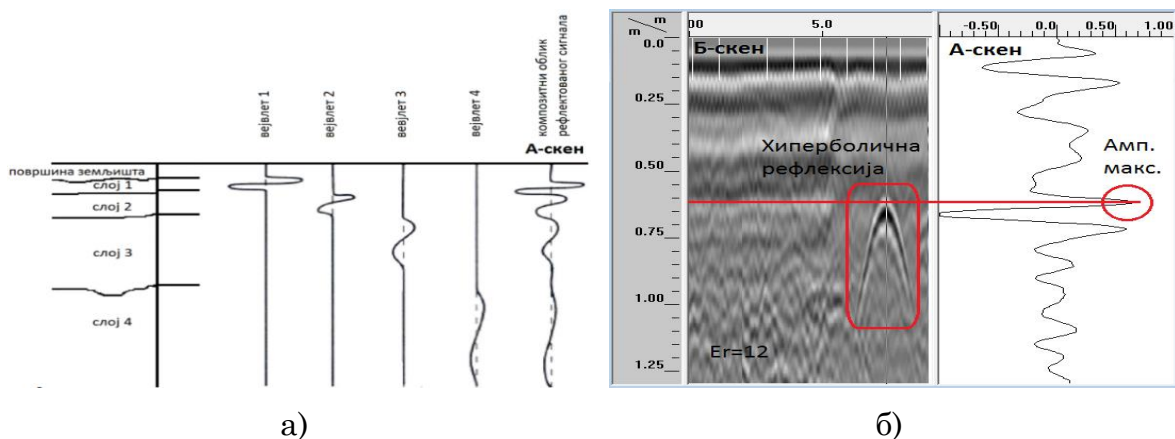 вејвлет 1
вејвлет 2
вевјлет 3
вејвлет 4
композитни облик
рефлектованог сигнала
А-скен
површина земљишта
слој 1
слој 2
слој 3
слој 4
а)
m
m
00
5.0
-0.50
0.0
0.50
1.00
Б-скен
А-скен
0.0
0.25
0.50
0.75
1.00
1.25
Хиперболична
рефлексија
Амп.
макс.
Er=12
б)